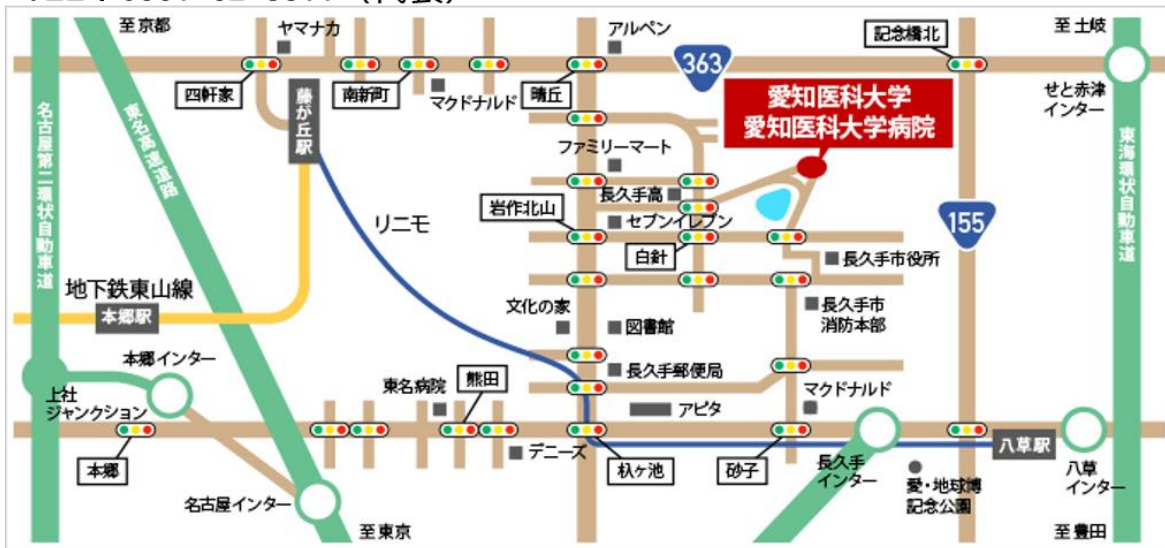 至京都
ヤマナカ
アルペン
363
記念橋北
至土岐
四軒家
藤が丘駅
南新町
マクドナルド
晴丘
愛知医科大学
愛知医科大学病院
せと赤津
インター
名古屋第二環状自動車道
東名高速道路
東海環状自動車道
ファミリーマート
長久手高
リニモ
岩作北山
セブンイレブン
白針
155
長久手市役所
地下鉄東山線
本郷駅
文化の家
図書館
長久手市
消防本部
本郷インター
上社
ジャンクション
東名病院
熊田
長久手郵便局
アピタ
マクドナルド
本郷
デニーズ
杁ヶ池
砂子
長久手
インター
八草駅
八草
インター
愛・地球博
記念公園
名古屋インター
至東京
至豊田